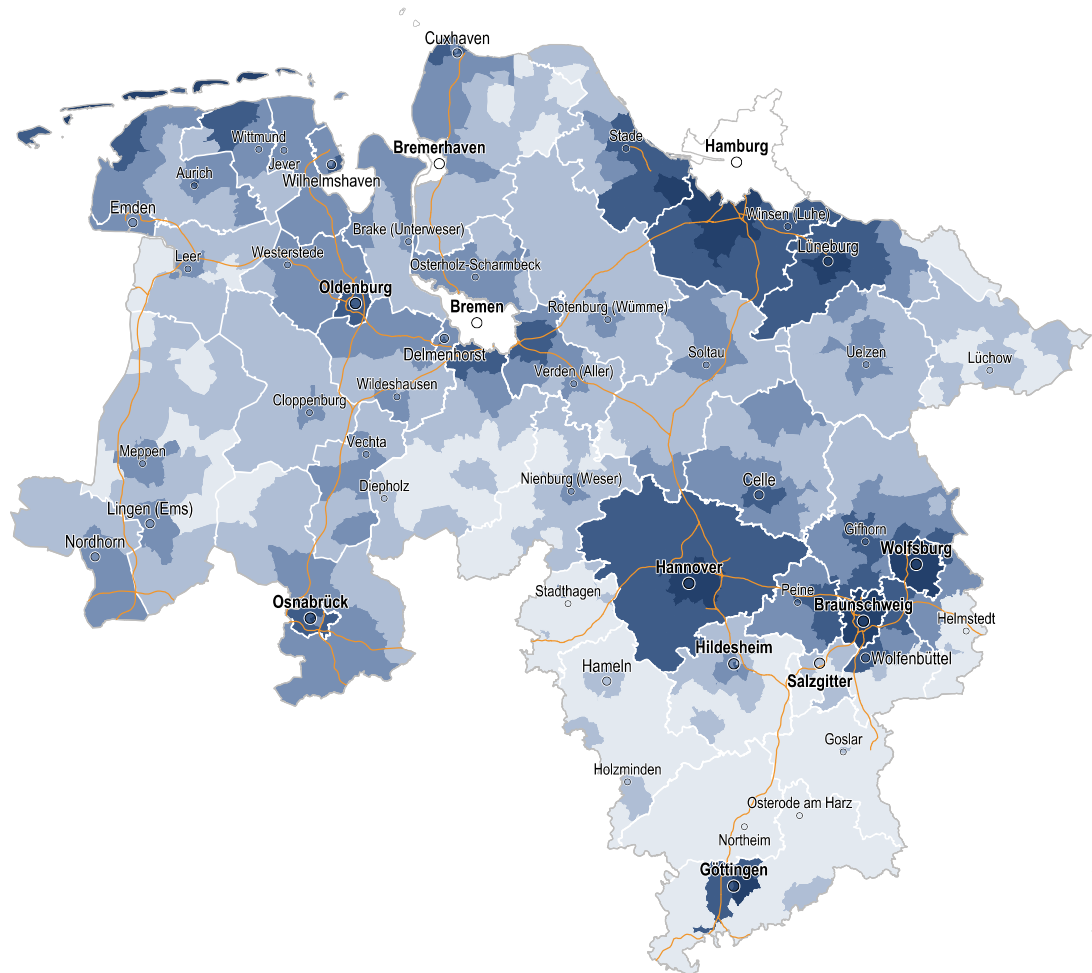 Cuxhaven
Stade
Hamburg
Wittmund
Bremerhaven
Jever
Aurich
Wilhelmshaven
Emden
Winsen (Luhe)
Brake (Unterweser)
Lüneburg
Leer
Westerstede
Osterholz-Scharmbeck
Oldenburg
Bremen
Rotenburg (Wümme)
Delmenhorst
Soltau
Uelzen
Lüchow
Verden (Aller)
Wildeshausen
Cloppenburg
Vechta
Meppen
Diepholz
Nienburg (Weser)
Celle
Lingen (Ems)
Gifhorn
Nordhorn
Wolfsburg
Hannover
Stadthagen
Peine
Osnabrück
Braunschweig
Helmstedt
Hildesheim
Wolfenbüttel
Hameln
Salzgitter
Goslar
Holzminden
Osterode am Harz
Northeim
Göttingen